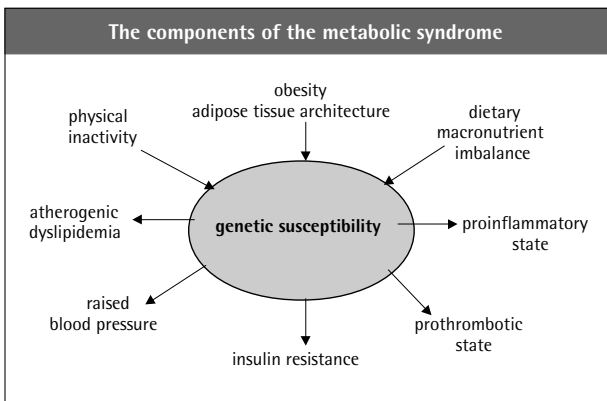 The components of the metabolic syndrome
obesity
adipose tissue architecture
physical
inactivity
dietary
macronutrient
imbalance
atherogenic
dyslipidemia
genetic susceptibility
proinflammatory
state
raised
blood pressure
insulin resistance
prothrombotic
state